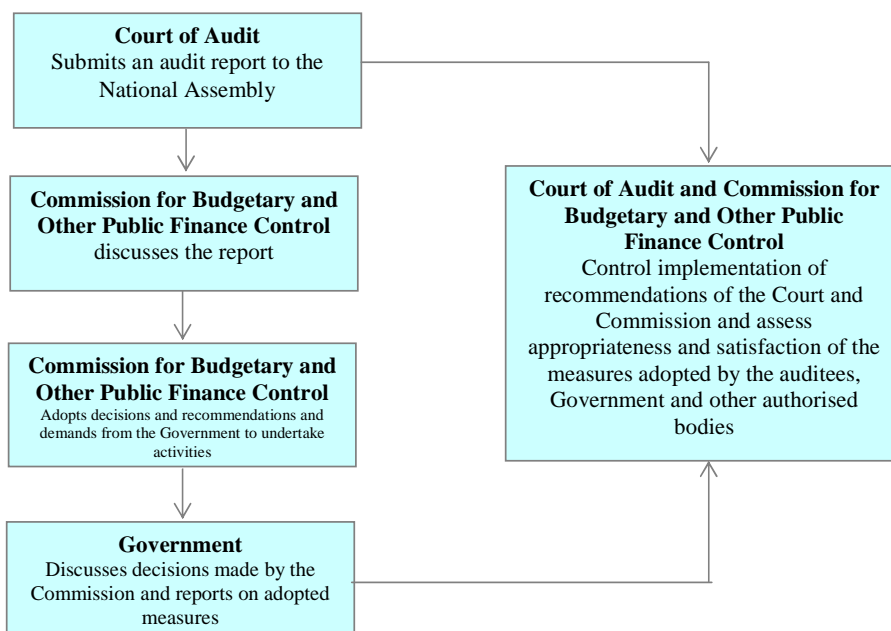 Court of Audit
Submits an audit report to the
National Assembly
Commission for Budgetary and
Other Public Finance Control
discusses the report
Commission for Budgetary and
Other Public Finance Control
Adopts decisions and recommendations and
demands from the Government to undertake
activities
Government
Discusses decisions made by the
Commission and reports on adopted
measures
Court of Audit and Commission for
Budgetary and Other Public
Finance Control
Control implementation of
recommendations of the Court and
Commission and assess
appropriateness and satisfaction of the
measures adopted by the auditees,
Government and other authorised
bodies